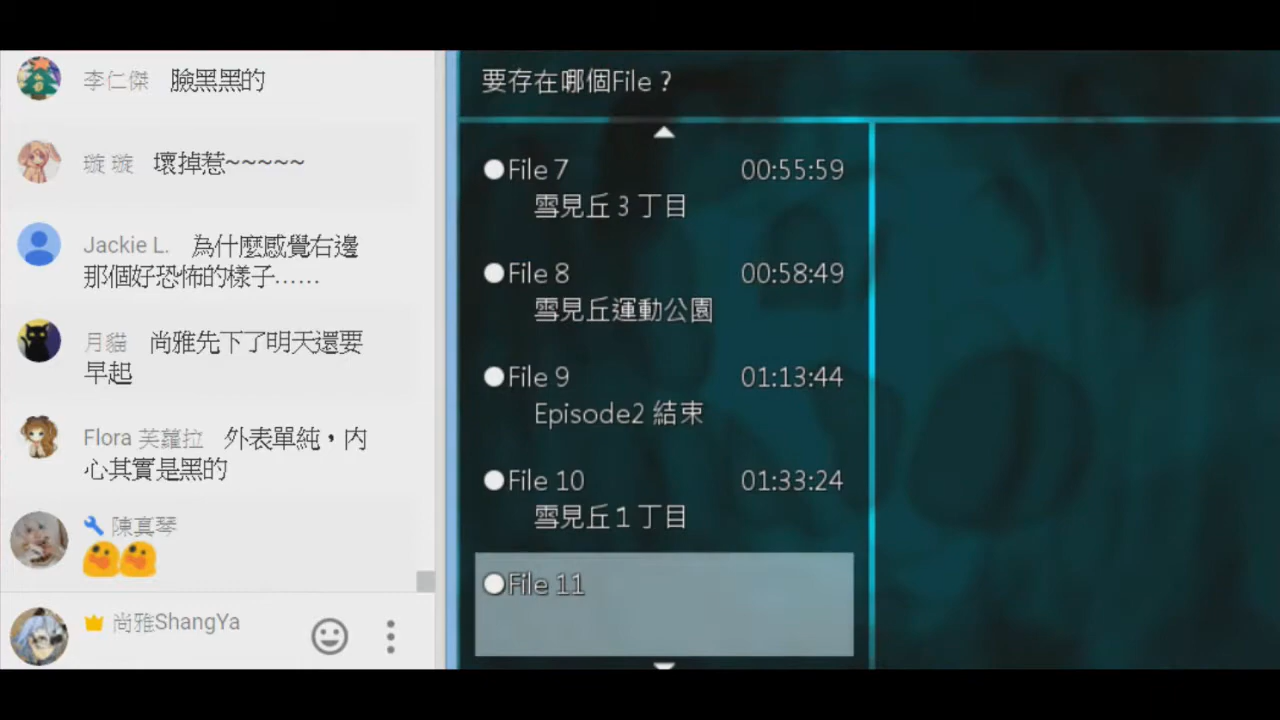 李仁傑 臉黑黑的
璇 璇 壞掉惹~~~~~
Jackie L. 為什麼感覺右邊
那個好恐怖的樣子……
月貓 尚雅先下了明天還要
早起
Flora 芙蘿拉 外表單純，内
心其實是黑的
陳真琴
尚雅ShangYa
要存在哪個File？
File 7 00:55:59
雪見丘３丁目
File 8 00:58:49
雪見丘運動公園
File 9 01:13:44
Episode2 結束
File 10 01:33:24
雪見丘１丁目
File 11